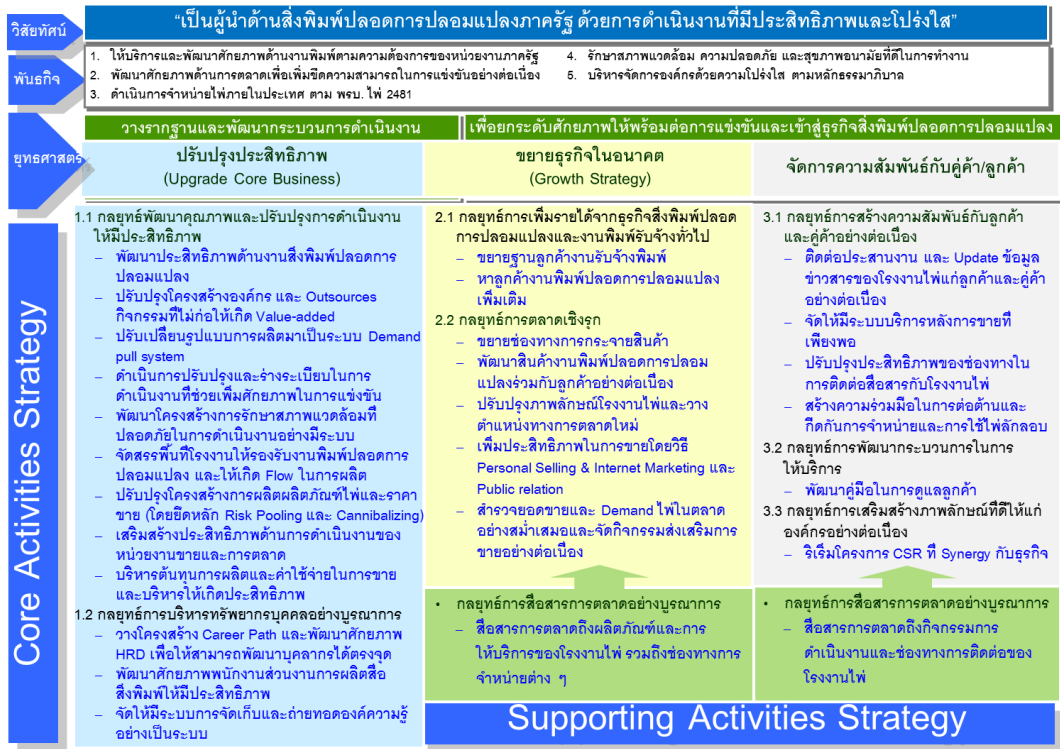 วิสัยทัศน์
“เป็นผู้นำด้านสิ่งพิมพ์ปลอดการปลอมแปลงภาครัฐ ด้วยการดำเนินงานที่มีประสิทธิภาพและโปร่งใส”
พันธกิจ
1. ให้บริการและพัฒนาศักยภาพด้านงานพิมพ์ตามความต้องการของหน่วยงานภาครัฐ
2. พัฒนาศักยภาพด้านการตลาดเพื่อเพิ่มขีดความสามารถในการแข่งขันอย่างต่อเนื่อง
3. ดำเนินการจำหน่ายไพ่ภายในประเทศ ตาม พรบ. ไพ่ 2481
4. รักษาสภาพแวดล้อม ความปลอดภัย และสุขภาพอนามัยที่ดีในการทำงาน
5. บริหารจัดการองค์กรด้วยความโปร่งใส ตามหลักธรรมาภิบาล
ยุทธศาสตร์
วางรากฐานและพัฒนากระบวนการดำเนินงาน
เพื่อยกระดับศักยภาพให้พร้อมต่อการแข่งขันและเข้าสู่ธุรกิจสิ่งพิมพ์ปลอดการปลอมแปลง
ปรับปรุงประสิทธิภาพ
(Upgrade Core Business)
ขยายธุรกิจในอนาคต
(Growth Strategy)
จัดการความสัมพันธ์กับคู่ค้า/ลูกค้า
Core Activities Strategy
1.1 กลยุทธ์พัฒนาคุณภาพและปรับปรุงการดำเนินงาน
ให้มีประสิทธิภาพ
– พัฒนาประสิทธิภาพด้านงานสิ่งพิมพ์ปลอดการ
ปลอมแปลง
– ปรับปรุงโครงสร้างองค์กร และ Outsources
กิจกรรมที่ไม่ก่อให้เกิด Value-added
– ปรับเปลี่ยนรูปแบบการผลิตมาเป็นระบบ Demand
pull system
– ดำเนินการปรับปรุงและร่างระเบียบในการ
ดำเนินงานที่ช่วยเพิ่มศักยภาพในการแข่งขัน
– พัฒนาโครงสร้างการรักษาสภาพแวดล้อมที่
ปลอดภัยในการดำเนินงานอย่างมีระบบ
– จัดสรรพื้นที่โรงงานให้รองรับงานพิมพ์ปลอดการ
ปลอมแปลง และให้เกิด Flow ในการผลิต
– ปรับปรุงโครงสร้างการผลิตผลิตภัณฑ์ไพ่และราคา
ขาย (โดยยึดหลัก Risk Pooling และ Cannibalizing)
– เสริมสร้างประสิทธิภาพด้านการดำเนินงานของ
หน่วยงานขายและการตลาด
– บริหารต้นทุนการผลิตและค่าใช้จ่ายในการขาย
และบริหารให้เกิดประสิทธิภาพ
1.2 กลยุทธ์การบริหารทรัพยากรบุคคลอย่างบูรณาการ
– วางโครงสร้าง Career Path และพัฒนาศักยภาพ
HRD เพื่อให้สามารถพัฒนาบุคลากรได้ตรงจุด
– พัฒนาศักยภาพพนักงานส่วนงานการผลิตสื่อ
สิ่งพิมพ์ให้มีประสิทธิภาพ
– จัดให้มีระบบการจัดเก็บและถ่ายทอดองค์ความรู้
อย่างเป็นระบบ
2.1 กลยุทธ์การเพิ่มรายได้จากธุรกิจสิ่งพิมพ์ปลอด
การปลอมแปลงและงานพิมพ์รับจ้างทั่วไป
– ขยายฐานลูกค้างานรับจ้างพิมพ์
– หาลูกค้างานพิมพ์ปลอดการปลอมแปลง
เพิ่มเติม
2.2 กลยุทธ์การตลาดเชิงรุก
– ขยายช่องทางการกระจายสินค้า
– พัฒนาสินค้างานพิมพ์ปลอดการปลอม
แปลงร่วมกับลูกค้าอย่างต่อเนื่อง
– ปรับปรุงภาพลักษณ์โรงงานไพ่และวาง
ตำแหน่งทางการตลาดใหม่
– เพิ่มประสิทธิภาพในการขายโดยวิธี
Personal Selling & Internet Marketing และ
Public relation
– สำรวจยอดขายและ Demand ไพ่ในตลาด
อย่างสม่ำเสมอและจัดกิจกรรมส่งเสริมการ
ขายอย่างต่อเนื่อง
• กลยุทธ์การสื่อสารการตลาดอย่างบูรณาการ
– สื่อสารการตลาดถึงผลิตภัณฑ์และการ
ให้บริการของโรงงานไพ่ รวมถึงช่องทางการ
จำหน่ายต่าง ๆ
3.1 กลยุทธ์การสร้างความสัมพันธ์กับลูกค้า
และคู่ค้าอย่างต่อเนื่อง
– ติดต่อประสานงาน และ Update ข้อมูล
ข่าวสารของโรงงานไพ่แก่ลูกค้าและคู่ค้า
อย่างต่อเนื่อง
– จัดให้มีระบบบริการหลังการขายที่
เพียงพอ
– ปรับปรุงประสิทธิภาพของช่องทางใน
การติดต่อสื่อสารกับโรงงานไพ่
– สร้างความร่วมมือในการต่อต้านและ
กีดกันการจำหน่ายและการใช้ไพ่ลักลอบ
3.2 กลยุทธ์การพัฒนากระบวนการในการ
ให้บริการ
– พัฒนาคู่มือในการดูแลลูกค้า
3.3 กลยุทธ์การเสริมสร้างภาพลักษณ์ที่ดีให้แก่
องค์กรอย่างต่อเนื่อง
– ริเริ่มโครงการ CSR ที่ Synergy กับธุรกิจ
• กลยุทธ์การสื่อสารการตลาดอย่างบูรณาการ
– สื่อสารการตลาดถึงกิจกรรมการ
ดำเนินงานและช่องทางการติดต่อของ
โรงงานไพ่
Supporting Activities Strategy